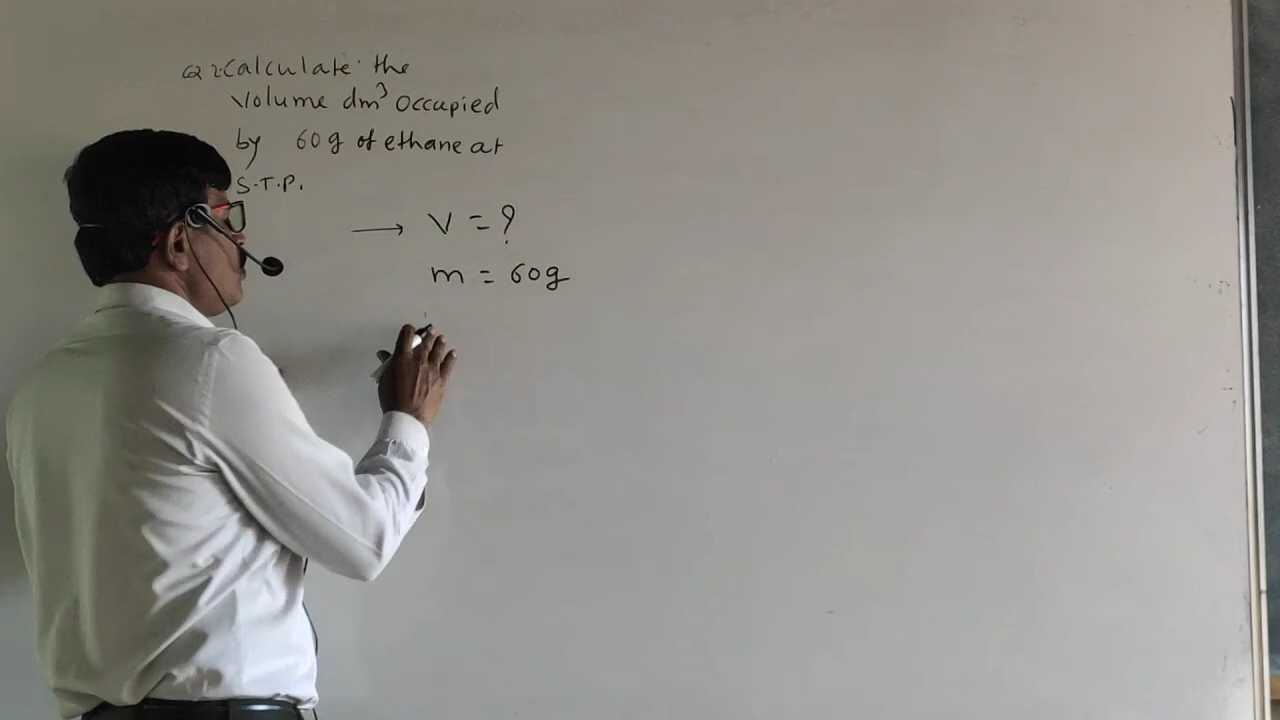 Q2:Calculate the
Volume dm³ Occupied
by 60g of ethane at
S.T.P.
→ V = ?
m = 60g